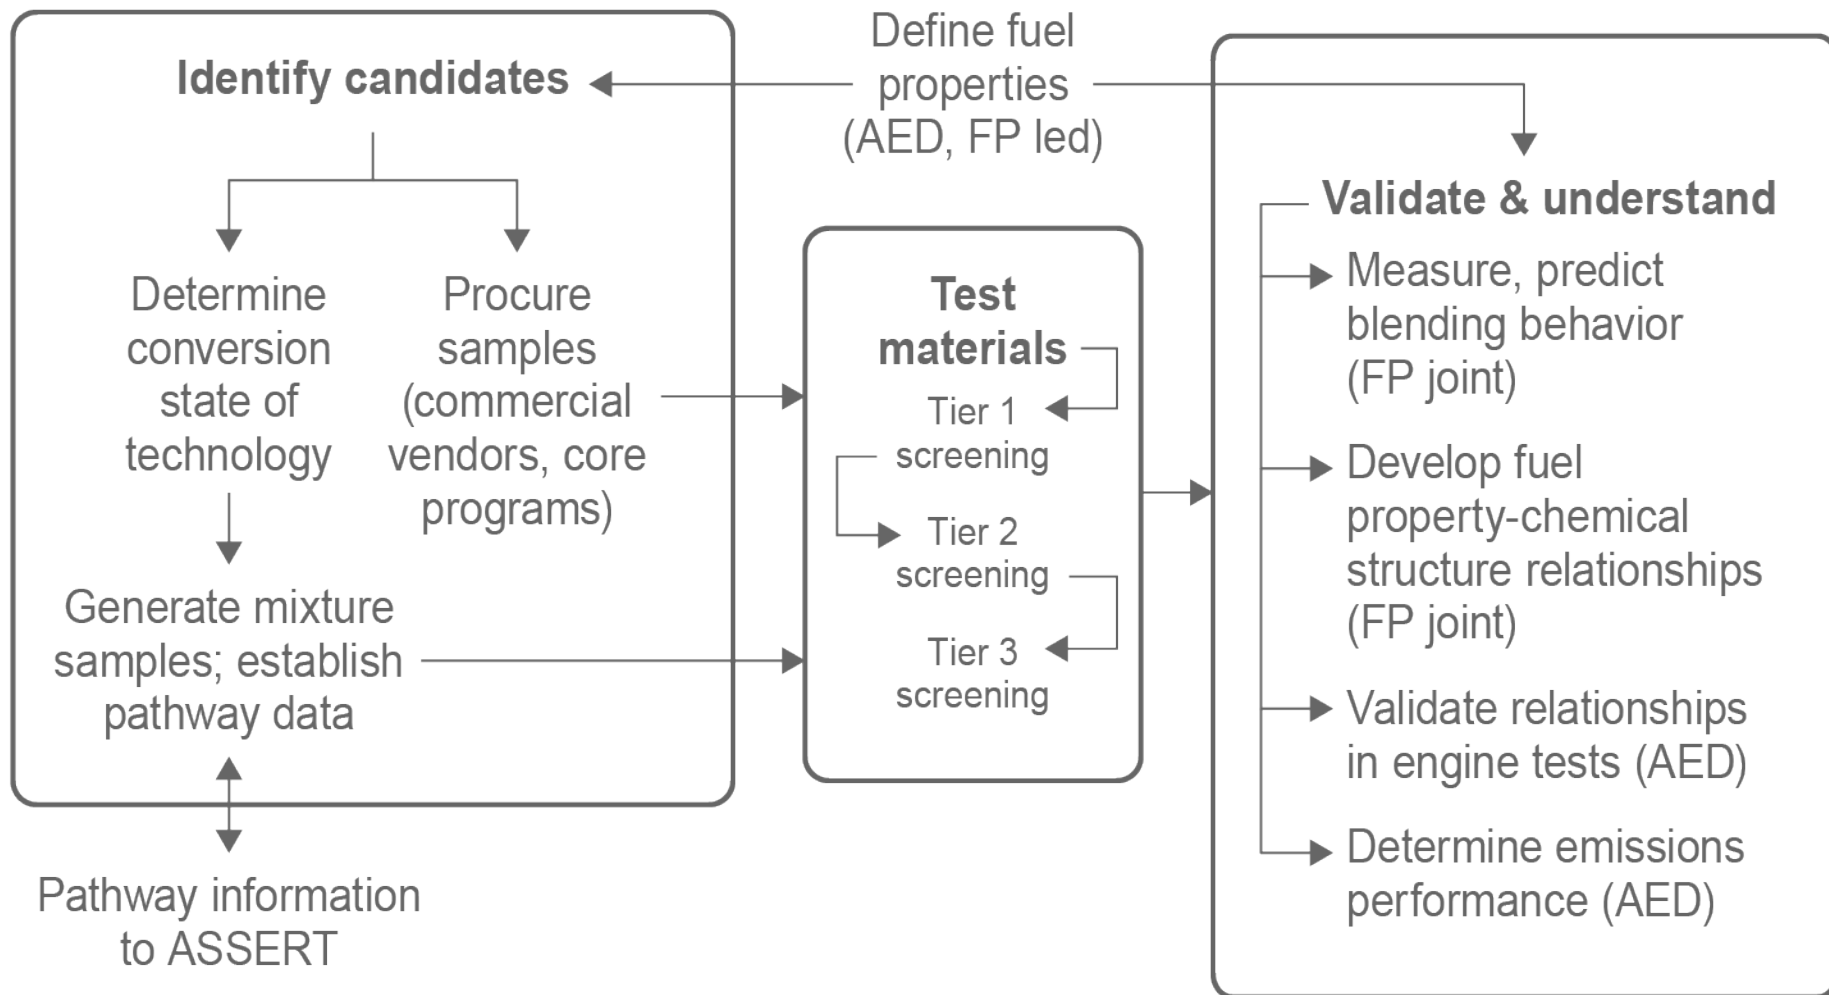 Define fuel
properties
(AED, FP led)
Identify candidates
Determine
conversion
state of
technology
Procure
samples
(commercial
vendors, core
programs)
Generate mixture
samples; establish
pathway data
Pathway information
to ASSERT
Test
materials
Tier 1
screening
Tier 2
screening
Tier 3
screening
Validate & understand
Measure, predict
blending behavior
(FP joint)
Develop fuel
property-chemical
structure relationships
(FP joint)
Validate relationships
in engine tests (AED)
Determine emissions
performance (AED)